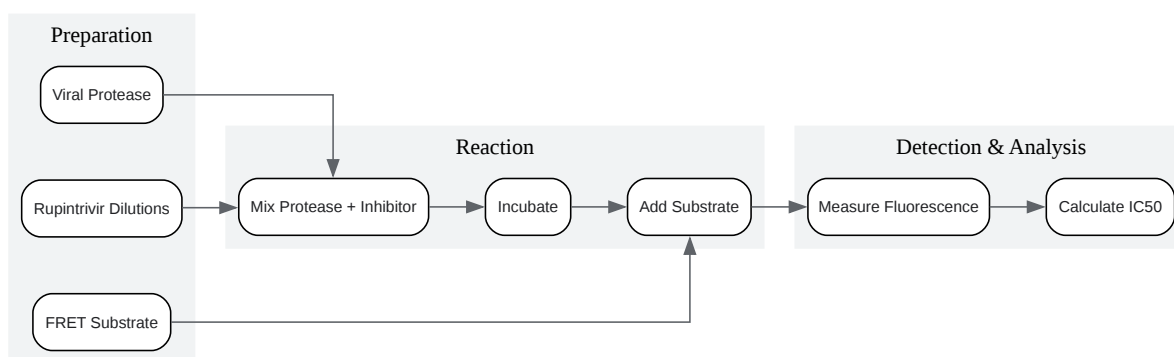 Preparation
Viral Protease
Rupintrivir Dilutions
FRET Substrate
Reaction
Mix Protease + Inhibitor
Incubate
Add Substrate
Detection & Analysis
Measure Fluorescence
Calculate IC50